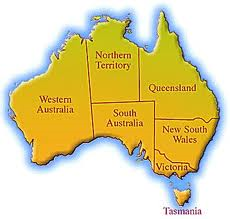 Northern
Territory
Queensland
Western
Australia
South
Australia
New South
Wales
Victoria
Tasmania